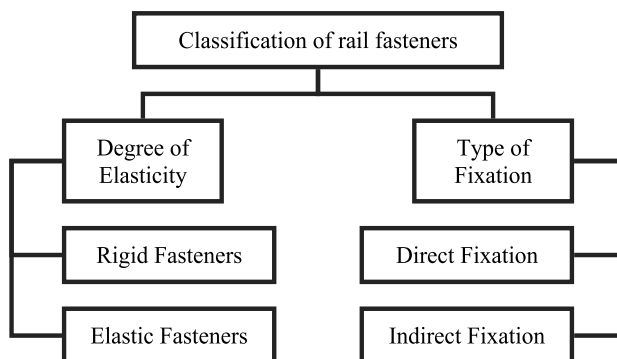 Classification of rail fasteners
Degree of
Elasticity
Type of
Fixation
Rigid Fasteners
Direct Fixation
Elastic Fasteners
Indirect Fixation